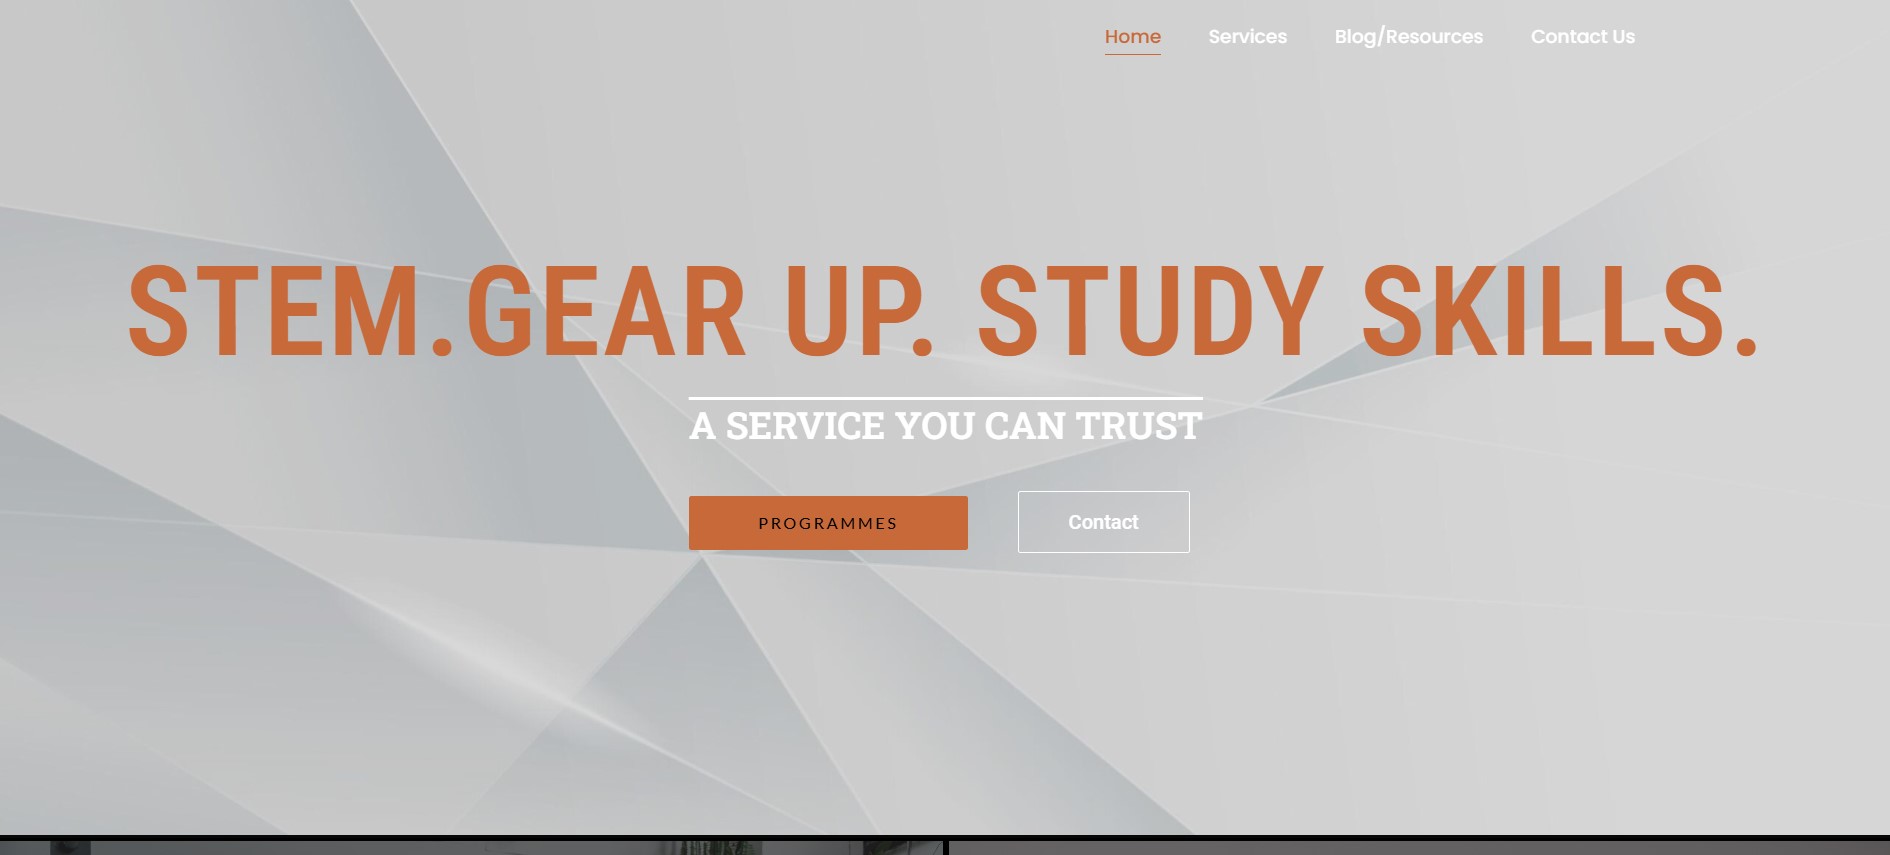 Home Services Blog/Resources Contact Us
STEM.GEAR UP. STUDY SKILLS.
A SERVICE YOU CAN TRUST
PROGRAMMES Contact